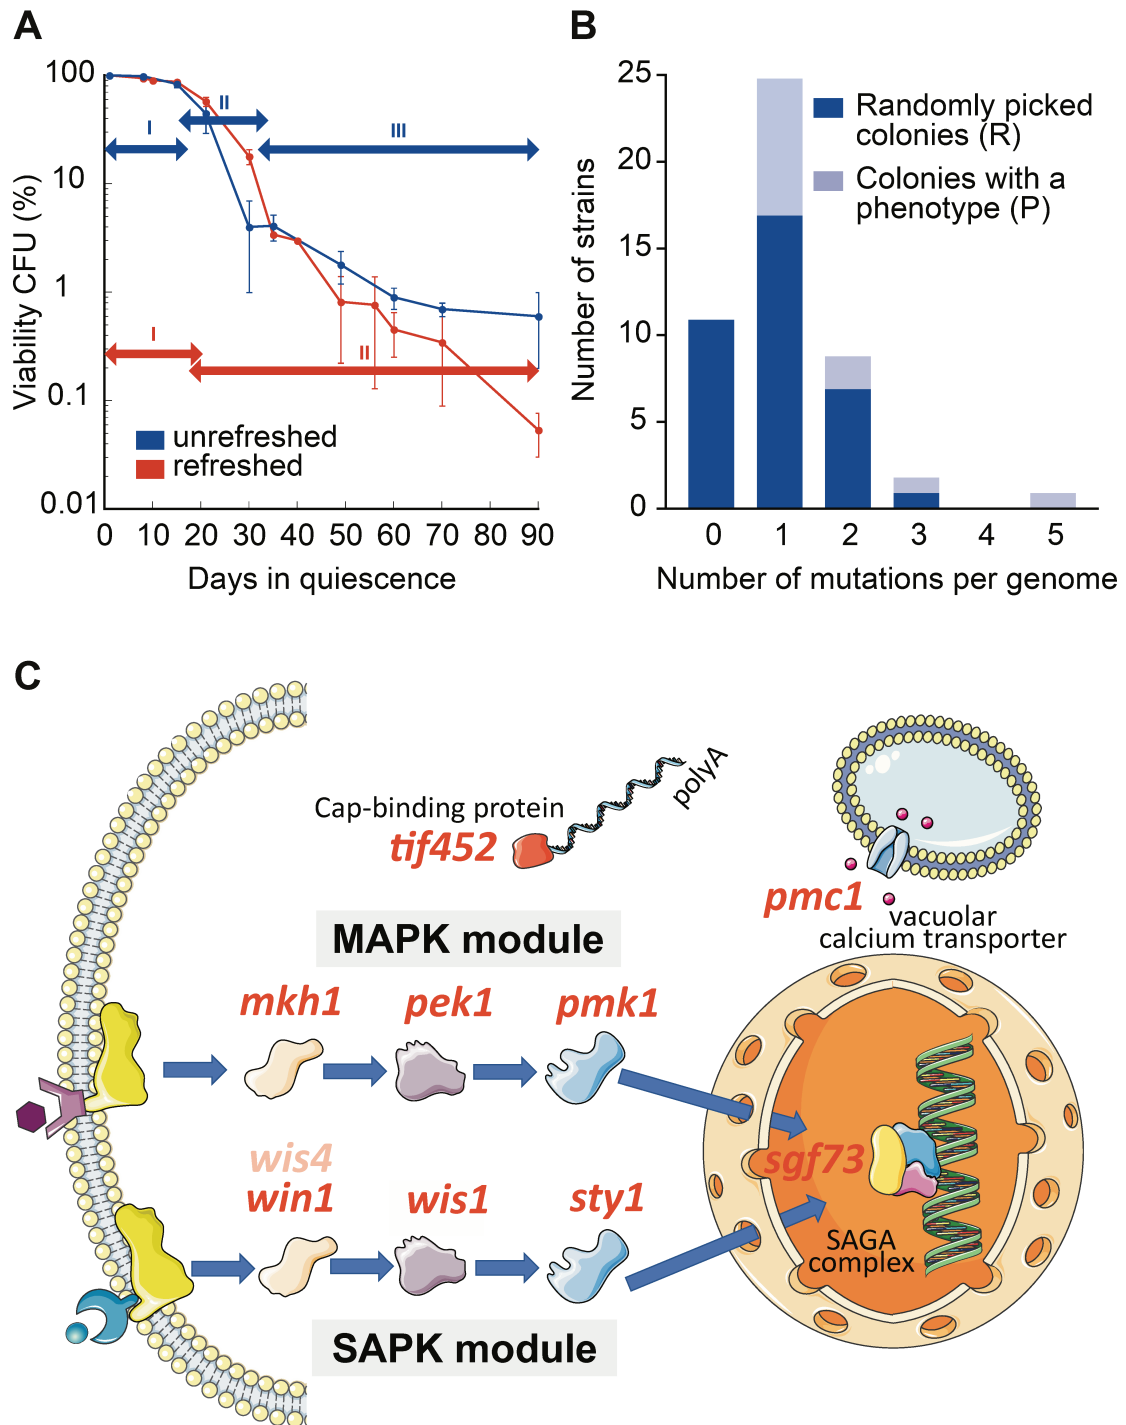 A
100
10
1
0.1
0.01
Viability CFU (%)
I
II
III
I
II
unrefreshed
refreshed
0 10 20 30 40 50 60 70 80 90
Days in quiescence
B
25
20
15
10
5
0
Number of strains
Randomly picked
colonies (R)
Colonies with a
phenotype (P)
0 1 2 3 4 5
Number of mutations per genome
C
Cap-binding protein
tif452
polyA
pmc1
vacuolar
calcium transporter
MAPK module
mkh1 pek1 pmk1
wis4
win1 wis1 sty1
sgf73
SAGA
complex
SAPK module